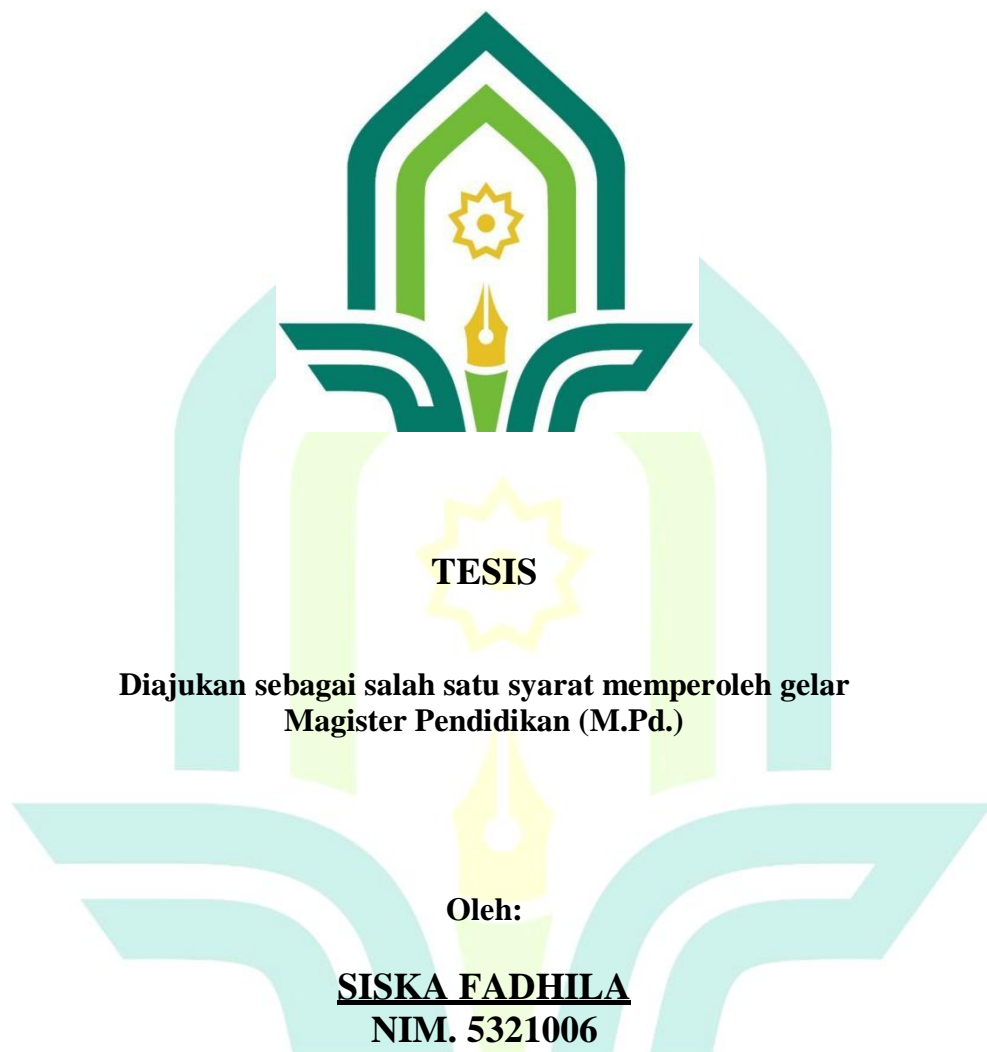 TESIS
Diajukan sebagai salah satu syarat memperoleh gelar
Magister Pendidikan (M.Pd.)
Oleh:
SISKA FADHILA
NIM. 5321006